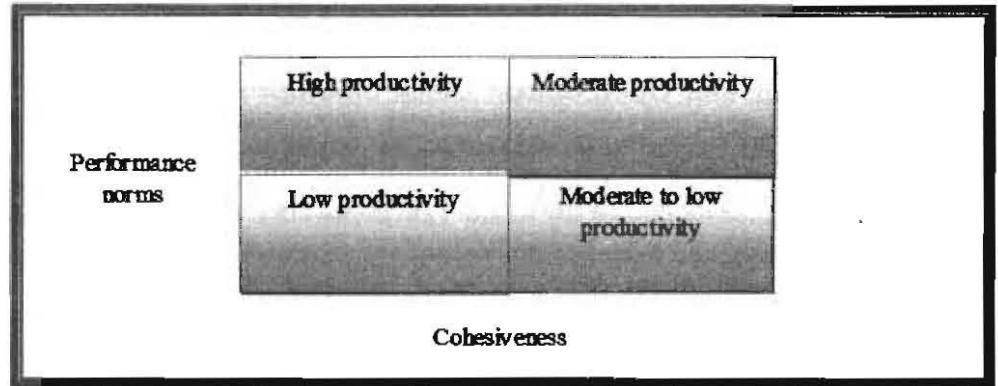 High productivity
Moderate productivity
Performance
norms
Low productivity
Moderate to low
productivity
Cohesiveness